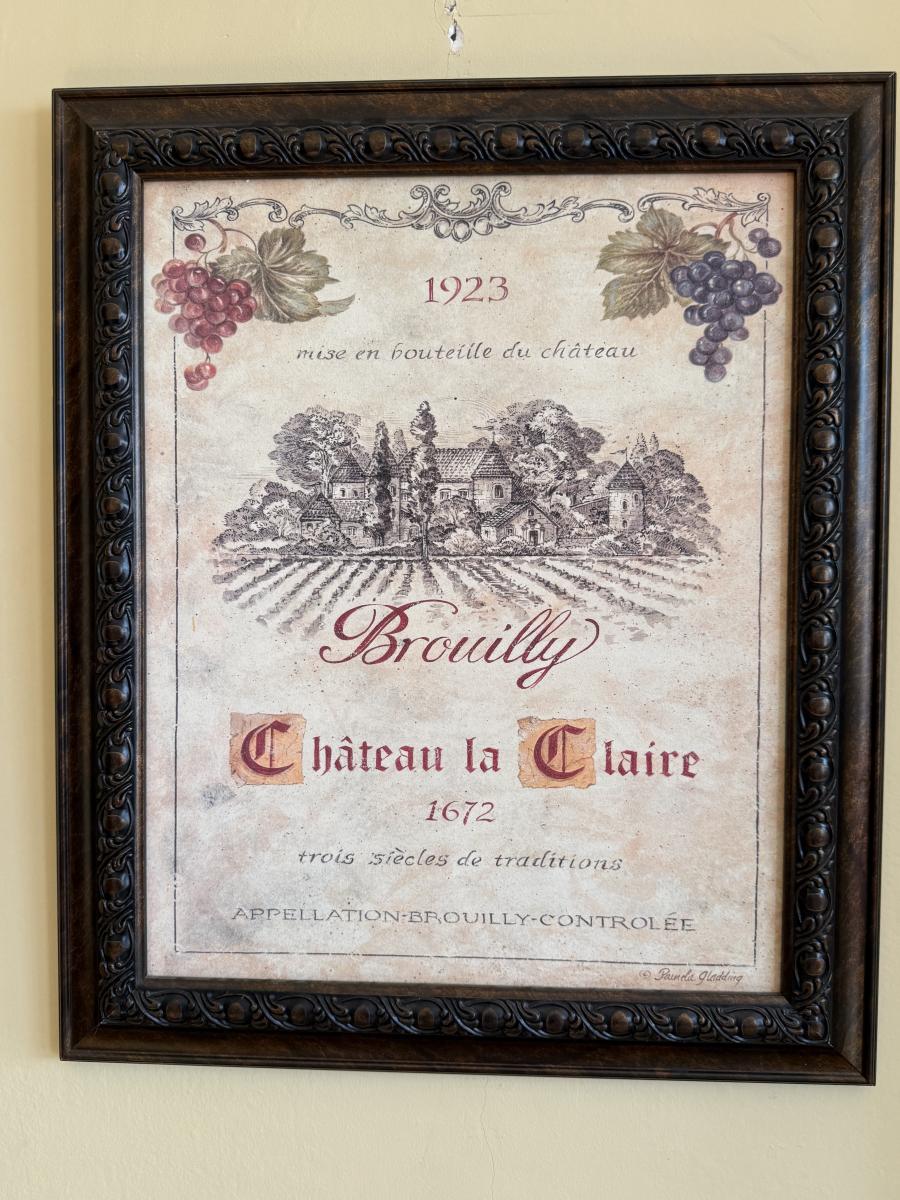 1923
mise en bouteille du château
Brouilly
Château la Claire
1672
trois siècles de traditions
APPELLATION-BROUILLY-CONTROLÉE
© Pamela Gladding